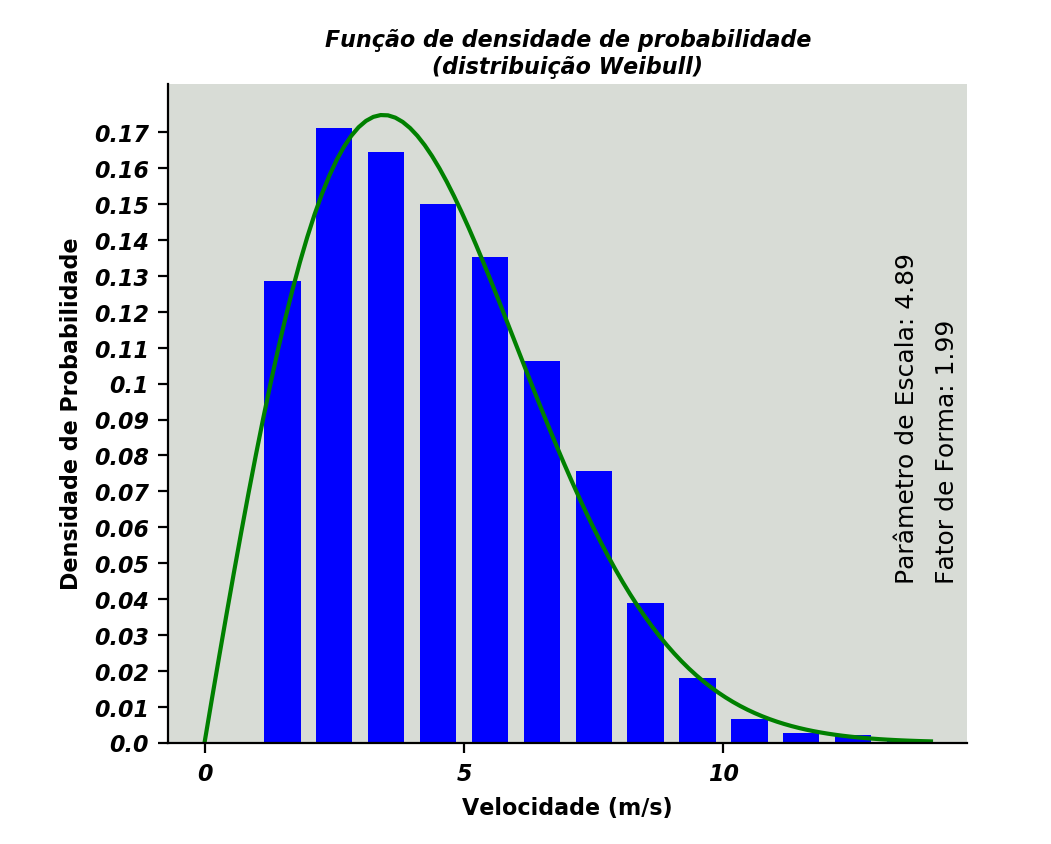 Função de densidade de probabilidade
(distribuição Weibull)
Densidade de Probabilidade
0.17
0.16
0.15
0.14
0.13
0.12
0.11
0.1
0.09
0.08
0.07
0.06
0.05
0.04
0.03
0.02
0.01
0.0
0 5 10
Velocidade (m/s)
Parâmetro de Escala: 4.89
Fator de Forma: 1.99